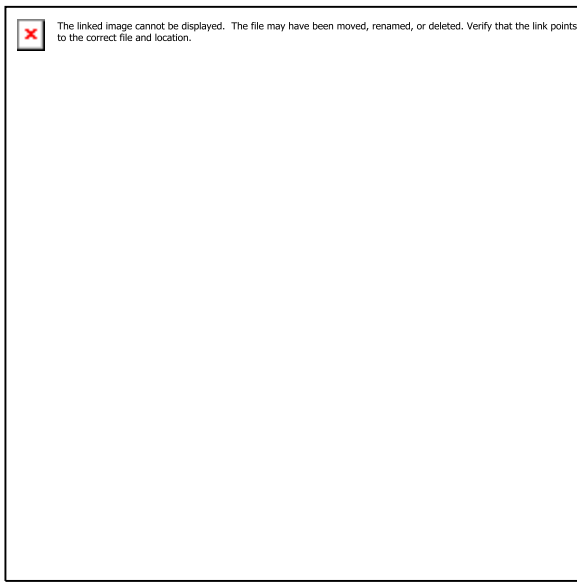 The linked image cannot be displayed.  The file may have been moved, renamed, or deleted. Verify that the link points
to the correct file and location.